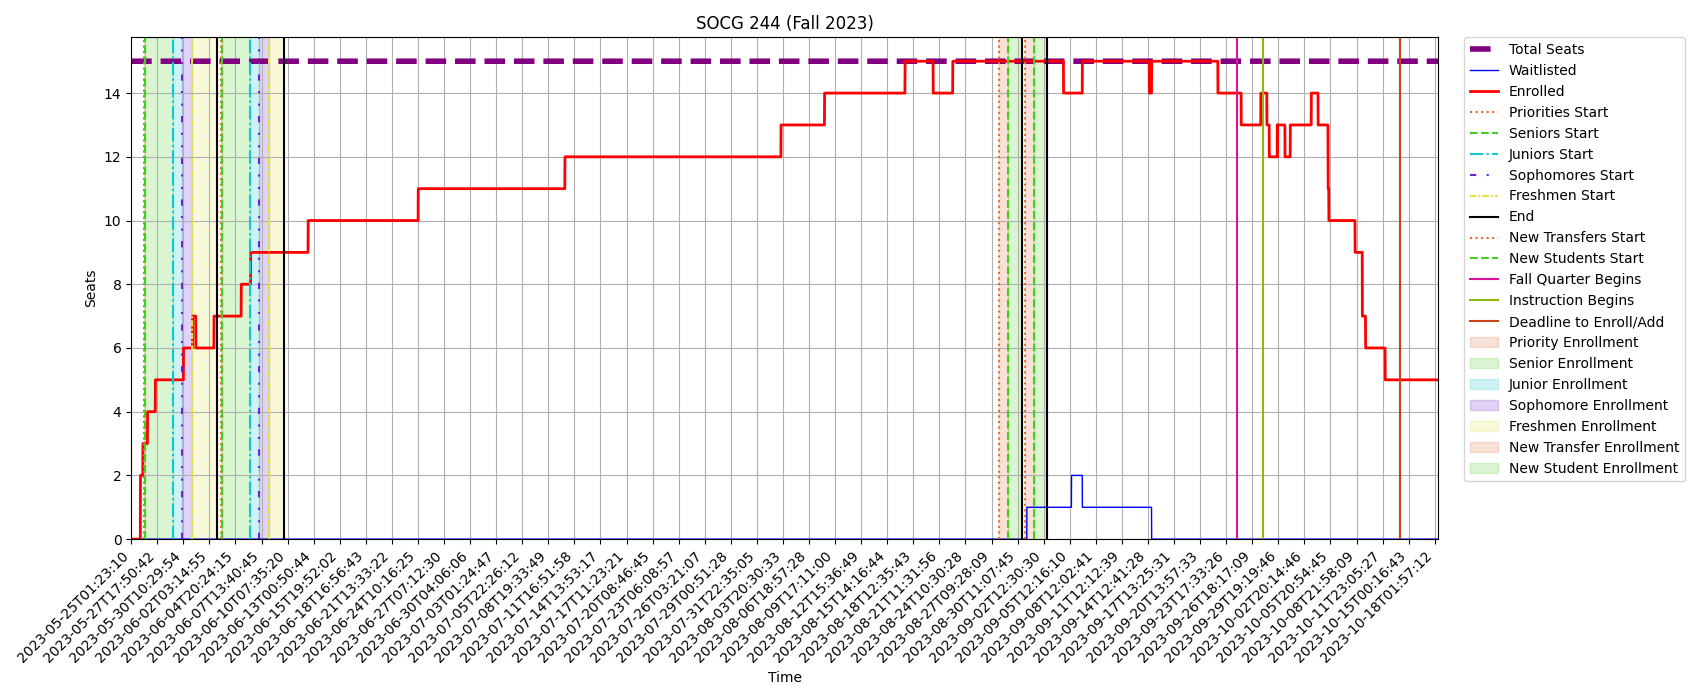 SOCG 244 (Fall 2023)
Seats
14
12
10
8
6
4
2
0
2023-05-25T01:23:10
2023-05-27T17:50:42
2023-05-30T10:29:54
2023-06-02T03:14:55
2023-06-04T20:24:15
2023-06-07T13:40:45
2023-06-10T07:35:20
2023-06-13T00:50:44
2023-06-15T19:52:02
2023-06-18T16:56:43
2023-06-21T13:33:22
2023-06-24T10:16:25
2023-06-27T07:12:30
2023-06-30T04:06:06
2023-07-03T01:24:47
2023-07-05T22:26:12
2023-07-08T19:33:49
2023-07-11T16:51:58
2023-07-14T13:53:17
2023-07-17T11:23:21
2023-07-20T08:46:45
2023-07-23T06:08:57
2023-07-26T03:21:07
2023-07-29T00:51:28
2023-07-31T22:35:05
2023-08-03T20:30:33
2023-08-06T18:57:28
2023-08-09T17:11:00
2023-08-12T15:36:49
2023-08-15T14:16:44
2023-08-18T12:35:43
2023-08-21T11:31:56
2023-08-24T10:30:28
2023-08-27T09:28:09
2023-08-30T11:07:45
2023-09-02T12:30:30
2023-09-05T12:16:10
2023-09-08T12:02:41
2023-09-11T12:12:39
2023-09-14T12:41:28
2023-09-17T13:25:31
2023-09-20T13:57:33
2023-09-23T17:33:26
2023-09-26T18:17:09
2023-09-29T19:19:46
2023-10-02T20:14:46
2023-10-05T20:54:45
2023-10-08T21:58:09
2023-10-11T23:05:27
2023-10-15T00:16:43
2023-10-18T01:57:12
Time
Total Seats
Waitlisted
Enrolled
Priorities Start
Seniors Start
Juniors Start
Sophomores Start
Freshmen Start
End
New Transfers Start
New Students Start
Fall Quarter Begins
Instruction Begins
Deadline to Enroll/Add
Priority Enrollment
Senior Enrollment
Junior Enrollment
Sophomore Enrollment
Freshmen Enrollment
New Transfer Enrollment
New Student Enrollment